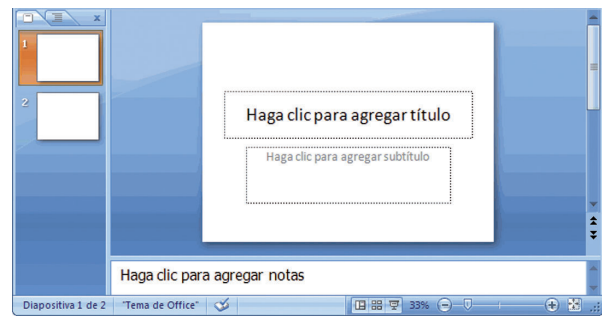 x
1
2
Haga clic para agregar título
Haga clic para agregar subtítulo
Haga clic para agregar notas
Diapositiva 1 de 2 "Tema de Office" 33%